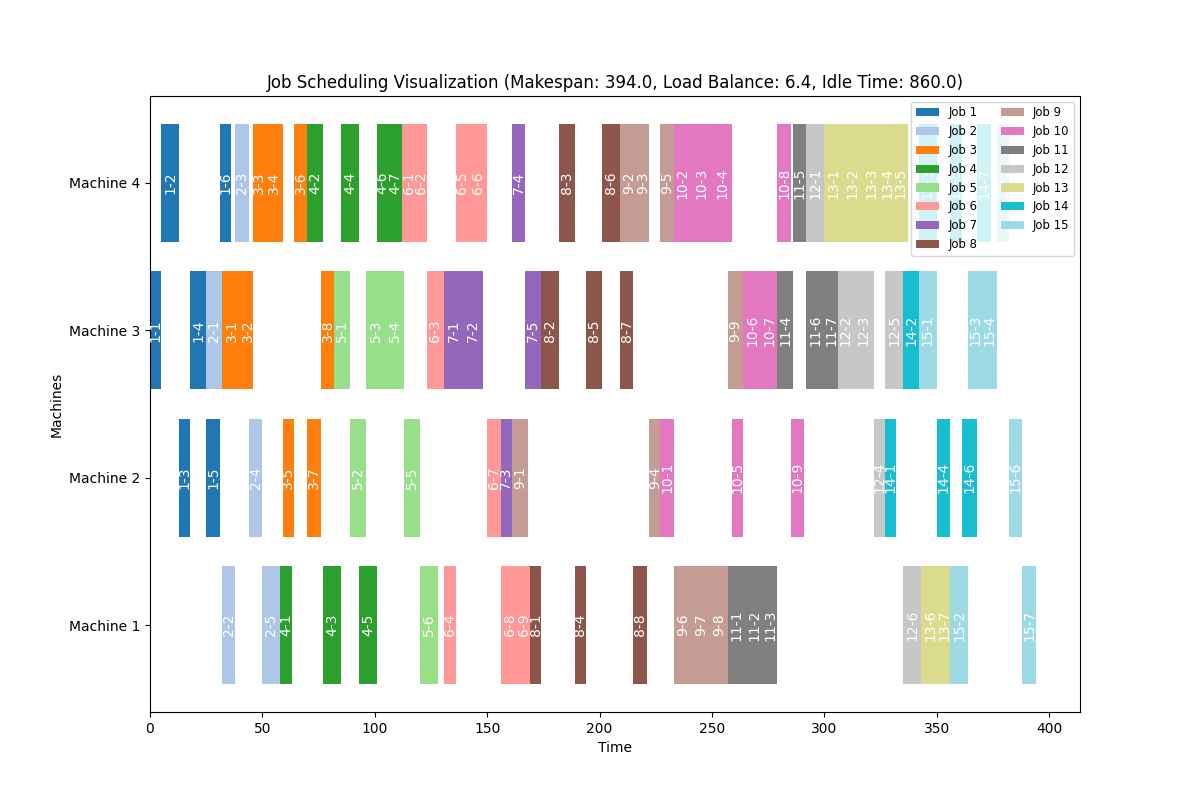 Job Scheduling Visualization (Makespan: 394.0, Load Balance: 6.4, Idle Time: 860.0)
Job 1
Job 2
Job 3
Job 4
Job 5
Job 6
Job 7
Job 8
Job 9
Job 10
Job 11
Job 12
Job 13
Job 14
Job 15
Machine 4
1-2 1-6 2-3 3-3 3-4 3-6 4-2 4-4 4-6 4-7 6-1 6-2 6-5 6-6 7-4 8-3 8-6 9-2 9-3 9-5 10-2 10-3 10-4 10-8 11-5 12-1 13-1 13-2 13-3 13-4 13-5
Machine 3
1-1 1-4 2-1 3-1 3-2 3-8 5-1 5-3 5-4 6-3 7-1 7-2 7-5 8-2 8-5 8-7 9-9 10-6 10-7 11-4 11-6 11-7 12-2 12-3 12-5 14-2 15-1 15-3 15-4
Machine 2
1-3 1-5 2-4 3-5 3-7 5-2 5-5 6-7 7-3 9-1 9-4 10-1 10-5 10-9 12-4 14-1 14-4 14-6 15-6
Machine 1
2-2 2-5 4-1 4-3 4-5 5-6 6-4 6-8 6-9 8-1 8-4 8-8 9-6 9-7 9-8 11-1 11-2 11-3 12-6 13-6 13-7 15-2 15-7
Machines
0 50 100 150 200 250 300 350 400
Time